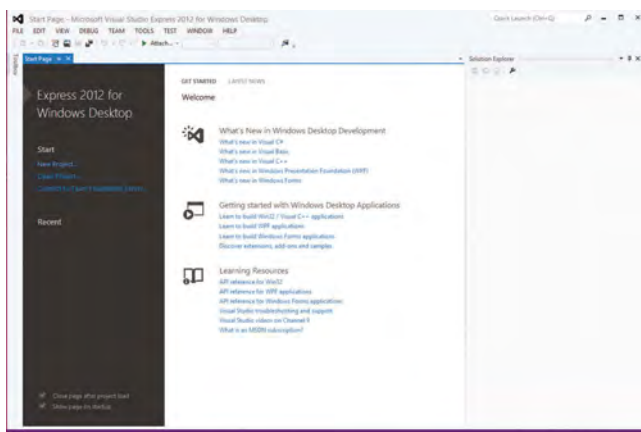 Start Page - Microsoft Visual Studio Express 2012 for Windows Desktop
Quick Launch (Ctrl+Q)
FILE EDIT VIEW DEBUG TEAM TOOLS TEST WINDOW HELP
Attach...
Toolbox
Start Page
Solution Explorer
Express 2012 for
Windows Desktop
Start
New Project...
Open Project...
Connect to Team Foundation Server...
Recent
Close page after project load
Show page on startup
GET STARTED LATEST NEWS
Welcome
What's New in Windows Desktop Development
What's new in Visual C#
What's new in Visual Basic
What's new in Visual C++
What's new in Windows Presentation Foundation (WPF)
What's new in Windows Forms
Getting started with Windows Desktop Applications
Learn to build Win32 / Visual C++ applications
Learn to build WPF applications
Learn to build Windows Forms applications
Discover extensions, add-ons and samples
Learning Resources
API reference for Win32
API reference for WPF applications
API reference for Windows Forms applications
Visual Studio troubleshooting and support
Visual Studio videos on Channel 9
What is an MSDN subscription?